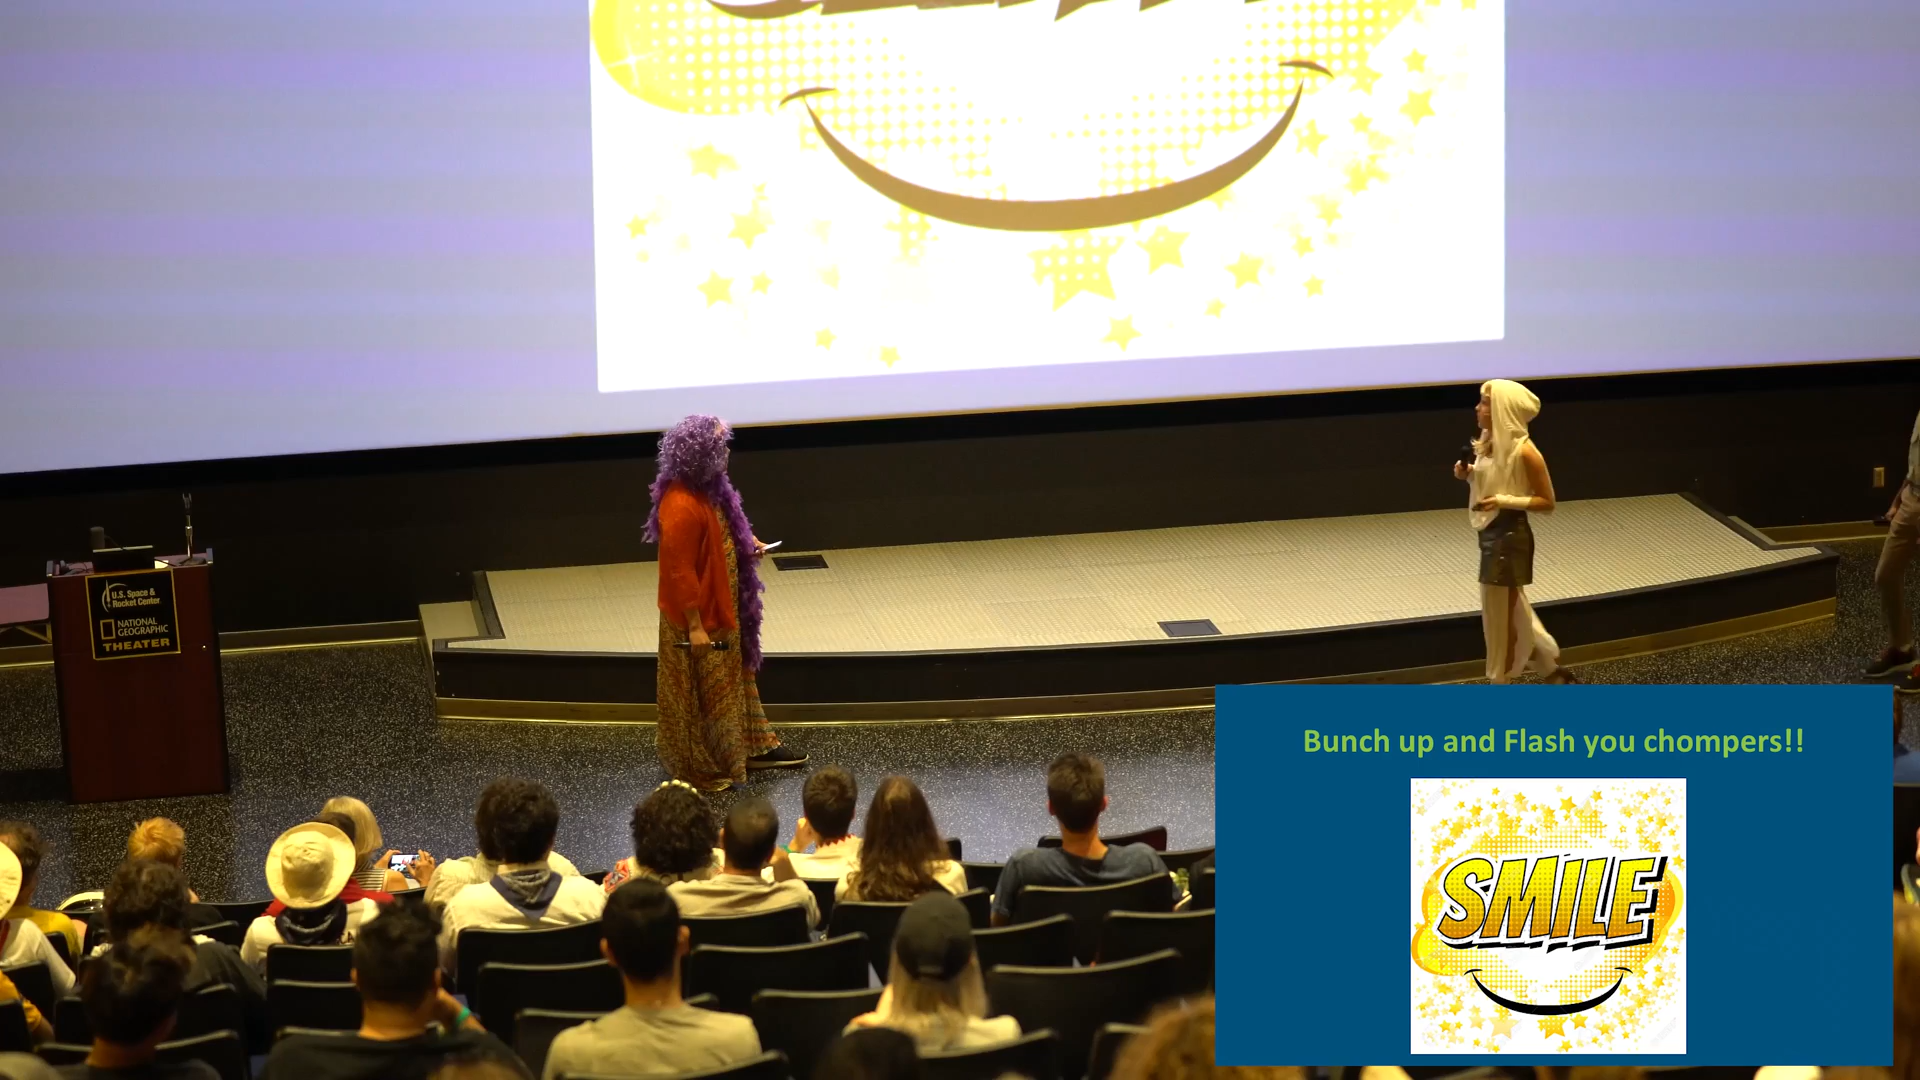 U.S. Space &
Rocket Center
NATIONAL
GEOGRAPHIC
THEATER
Bunch up and Flash you chompers!!
SMILE